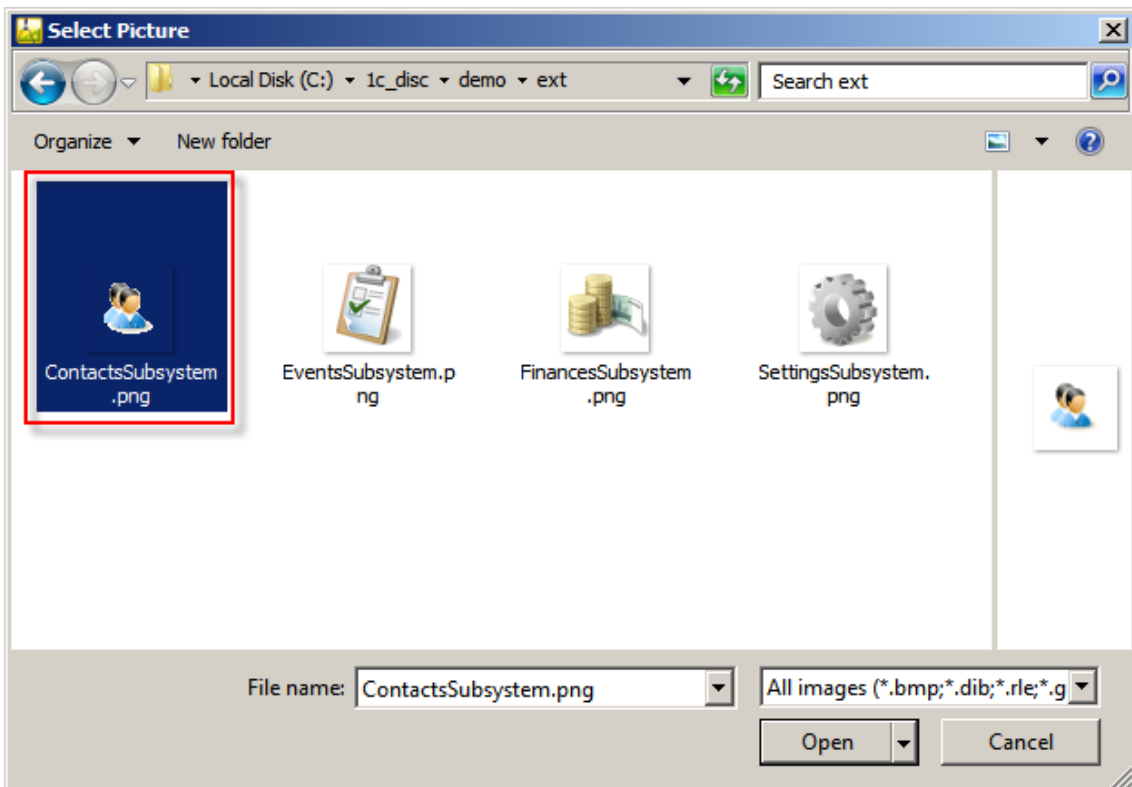 Select Picture
Local Disk (C:) 1c_disc demo ext
Search ext
Organize New folder
ContactsSubsystem
.png
EventsSubsystem.p
ng
FinancesSubsystem
.png
SettingsSubsystem.
png
File name: ContactsSubsystem.png
All images (*.bmp;*.dib;*.rle;*.g
Open Cancel